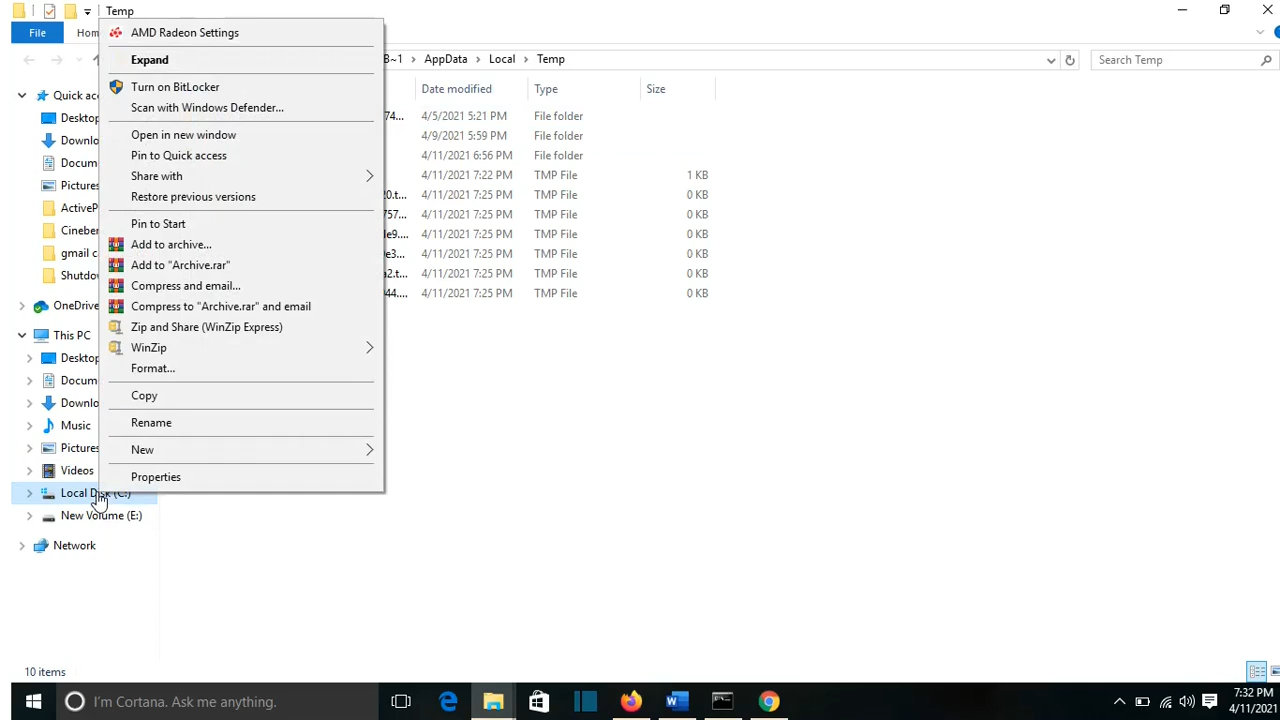 Temp
File
Hom
B~1 > AppData > Local > Temp
Search Temp
AMD Radeon Settings
Expand
Turn on BitLocker
Scan with Windows Defender...
Open in new window
Pin to Quick access
Share with
Restore previous versions
Pin to Start
Add to archive...
Add to "Archive.rar"
Compress and email...
Compress to "Archive.rar" and email
Zip and Share (WinZip Express)
WinZip
Format...
Copy
Rename
New
Properties
Quick acc
Desktop
Downlo
Docum
Pictures
ActiveP
Cineber
gmail c
Shutdo
OneDrive
This PC
Desktop
Docum
Downlo
Music
Pictures
Videos
Local Disk (C:)
New Volume (E:)
Network
Date modified Type Size
74... 4/5/2021 5:21 PM File folder
4/9/2021 5:59 PM File folder
4/11/2021 6:56 PM File folder
4/11/2021 7:22 PM TMP File 1 KB
20.t... 4/11/2021 7:25 PM TMP File 0 KB
757... 4/11/2021 7:25 PM TMP File 0 KB
de9.... 4/11/2021 7:25 PM TMP File 0 KB
e3... 4/11/2021 7:25 PM TMP File 0 KB
a2.t... 4/11/2021 7:25 PM TMP File 0 KB
944.... 4/11/2021 7:25 PM TMP File 0 KB
10 items
I'm Cortana. Ask me anything.
7:32 PM
4/11/2021